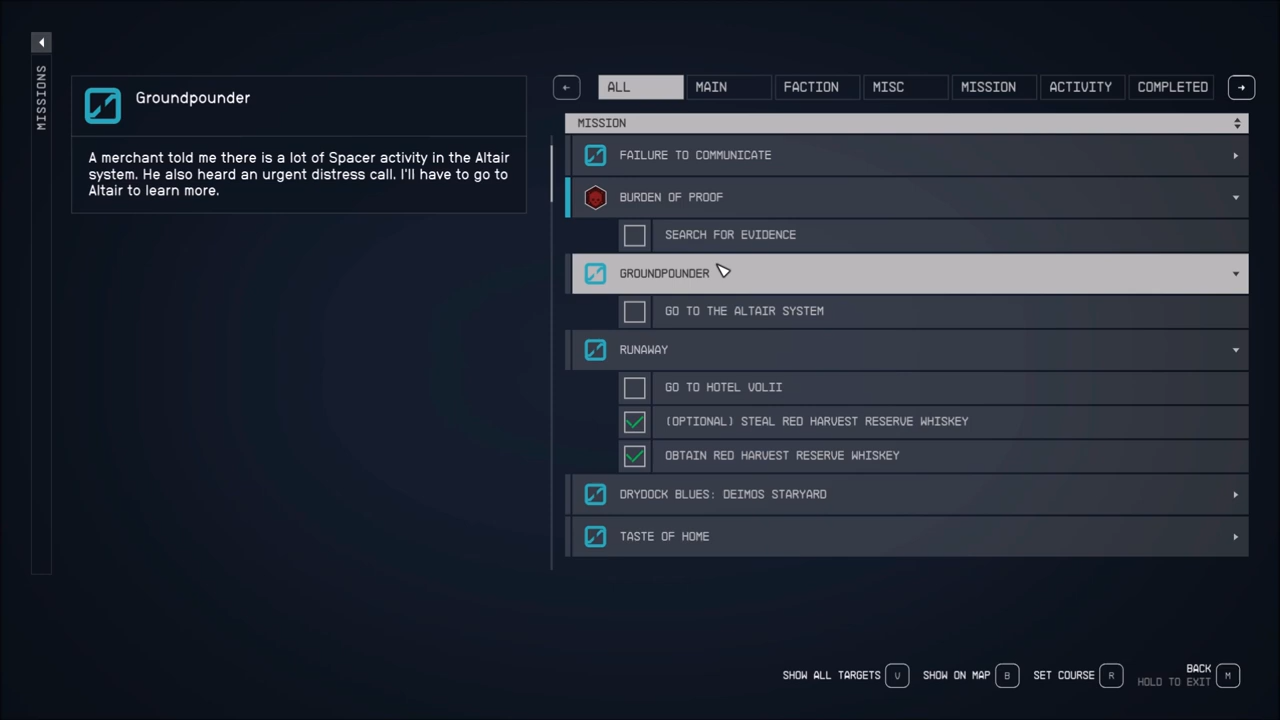 MISSIONS
Groundpounder
A merchant told me there is a lot of Spacer activity in the Altair
system. He also heard an urgent distress call. I'll have to go to
Altair to learn more.
ALL MAIN FACTION MISC MISSION ACTIVITY COMPLETED
MISSION
FAILURE TO COMMUNICATE
BURDEN OF PROOF
SEARCH FOR EVIDENCE
GROUNDPOUNDER
GO TO THE ALTAIR SYSTEM
RUNAWAY
GO TO HOTEL VOLII
(OPTIONAL) STEAL RED HARVEST RESERVE WHISKEY
OBTAIN RED HARVEST RESERVE WHISKEY
DRYDOCK BLUES: DEIMOS STARYARD
TASTE OF HOME
SHOW ALL TARGETS V SHOW ON MAP B SET COURSE R BACK M
HOLD TO EXIT